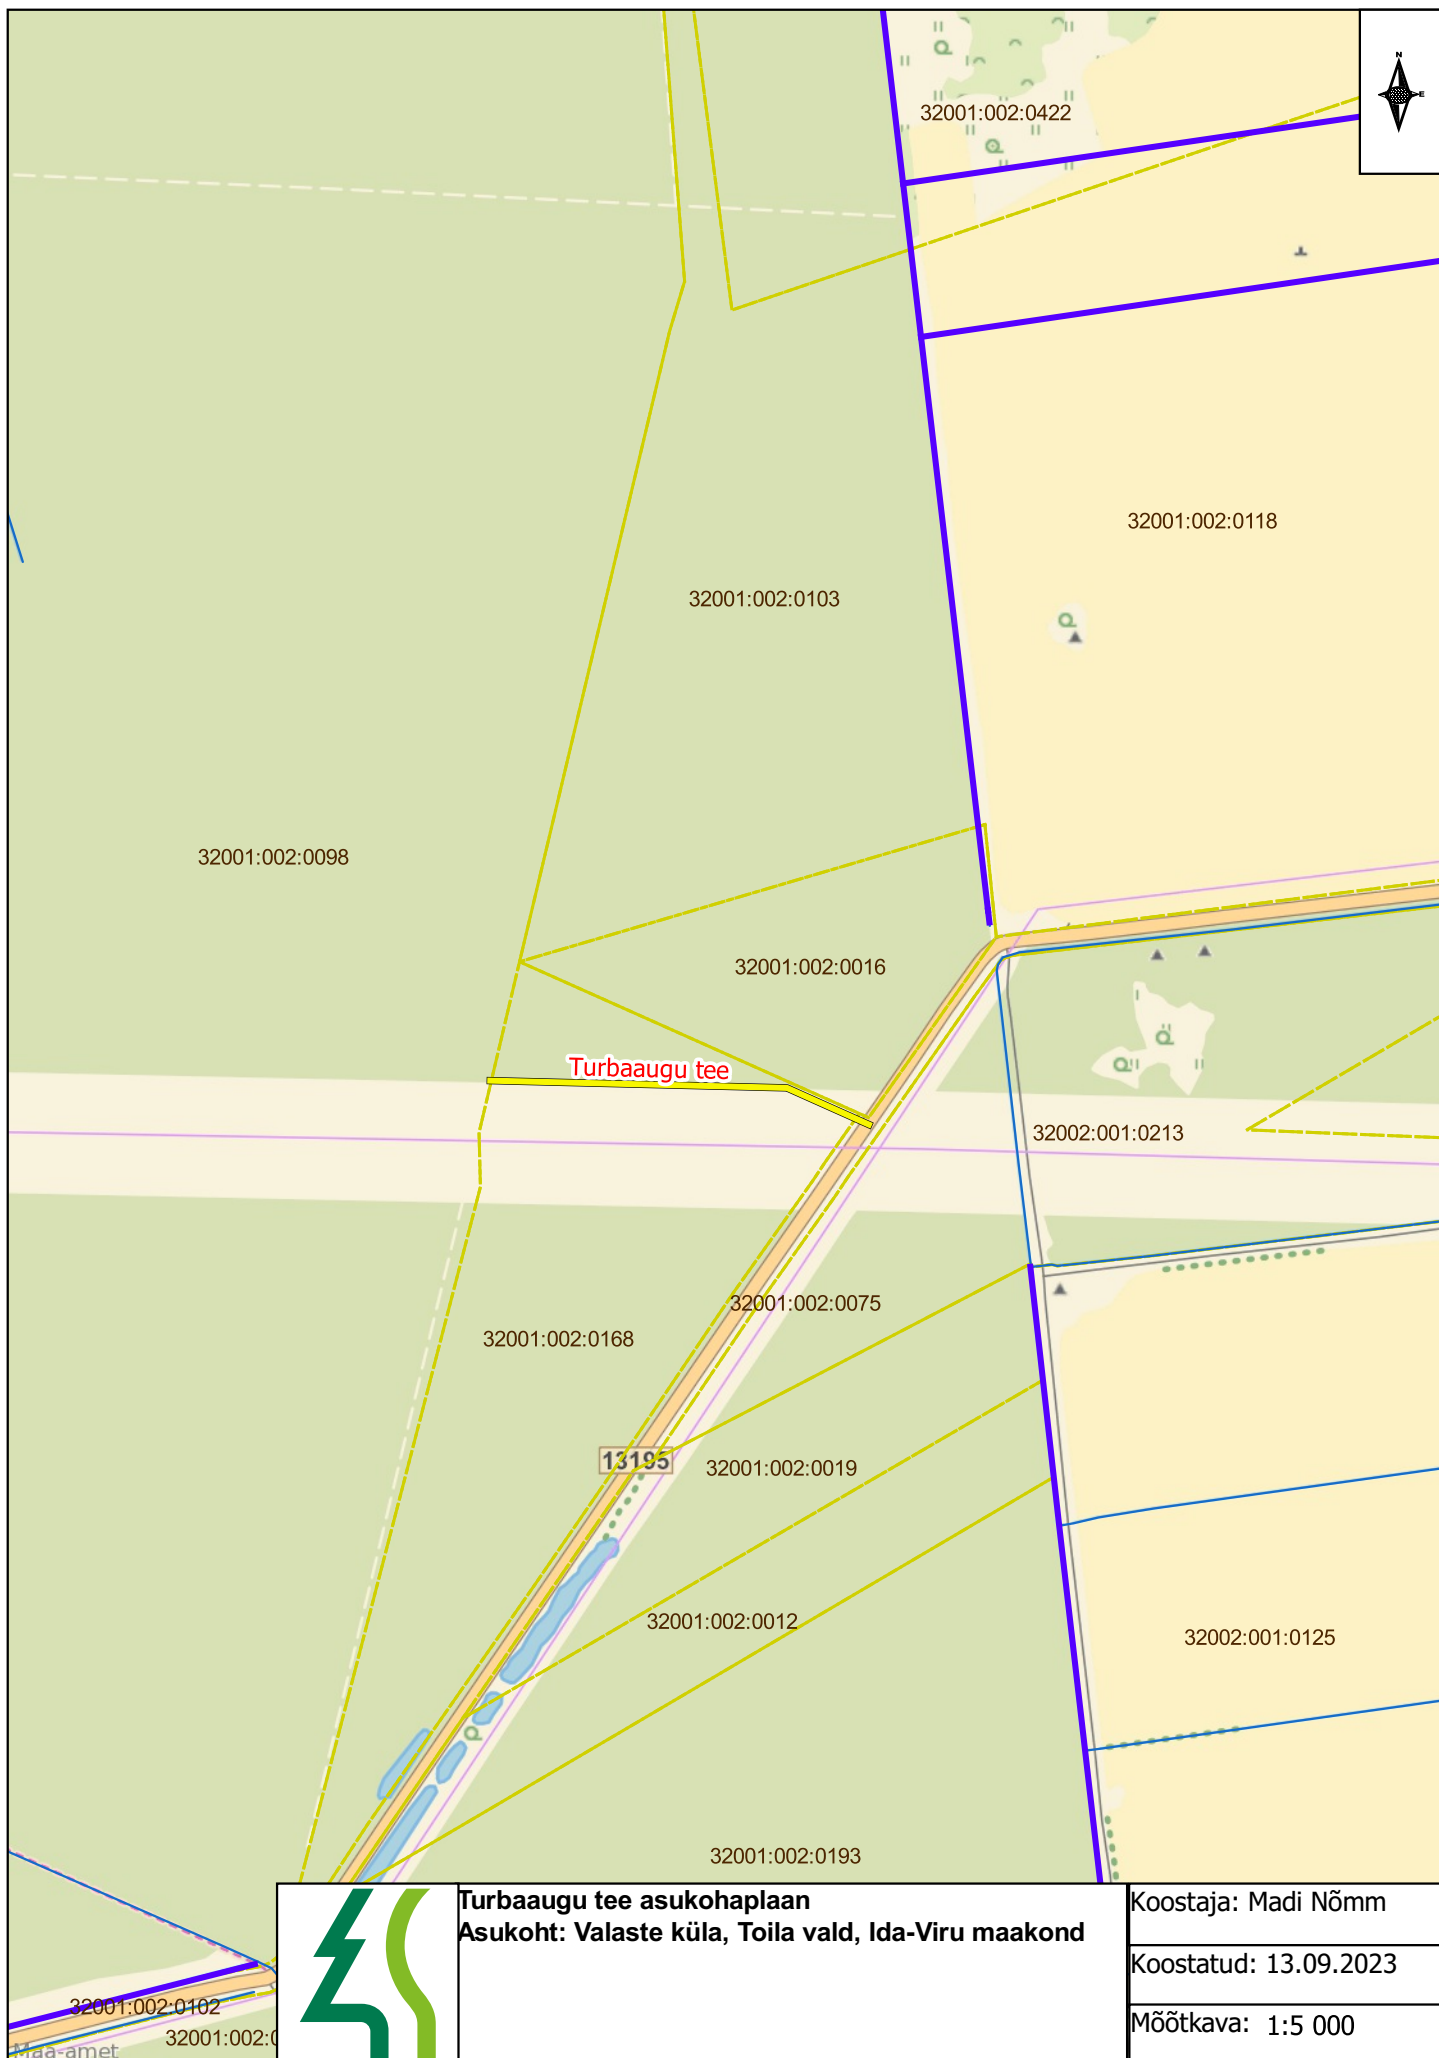 N
E
32001:002:0422
32001:002:0118
32001:002:0103
32001:002:0098
32001:002:0016
Turbaaugu tee
32002:001:0213
32001:002:0075
32001:002:0168
13195
32001:002:0019
32001:002:0012
32002:001:0125
32001:002:0193
32001:002:0102
32001:002:0
Maa-amet
Turbaaugu tee asukohaplaan
Asukoht: Valaste küla, Toila vald, Ida-Viru maakond
Koostaja: Madi Nõmm
Koostatud: 13.09.2023
Mõõtkava: 1:5 000